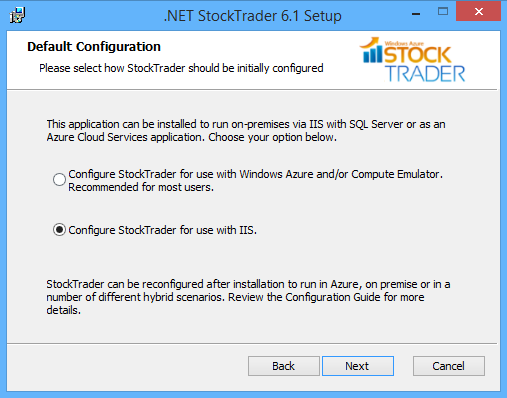 .NET StockTrader 6.1 Setup
Default Configuration
Please select how StockTrader should be initially configured
Windows Azure
STOCK
TRADER
This application can be installed to run on-premises via IIS with SQL Server or as an
Azure Cloud Services application. Choose your option below.
Configure StockTrader for use with Windows Azure and/or Compute Emulator.
Recommended for most users.
Configure StockTrader for use with IIS.
StockTrader can be reconfigured after installation to run in Azure, on premise or in a
number of different hybrid scenarios. Review the Configuration Guide for more
details.
Back Next Cancel